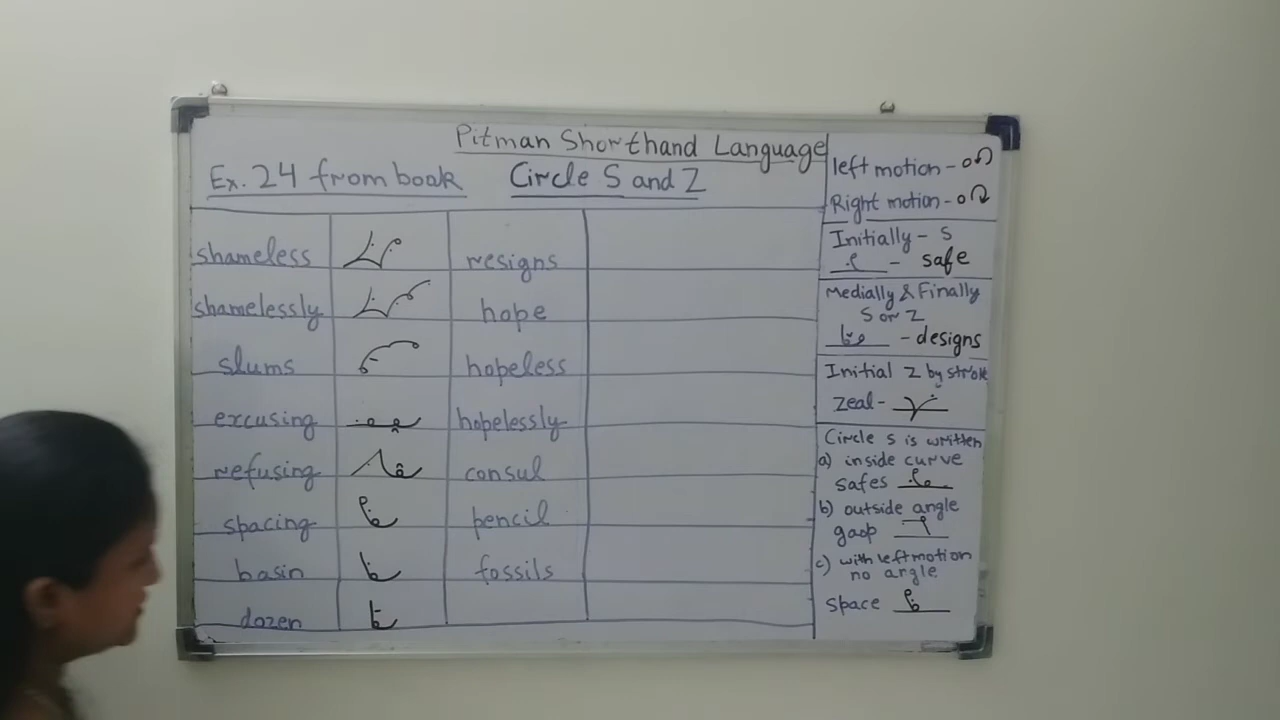 Pitman Shorthand Language
Ex. 24 from book Circle S and Z
shameless
resigns
shamelessly
hope
slums
hopeless
excusing
hopelessly
refusing
consul
spacing
pencil
basin
fossils
dozen
left motion -
Right motion -
Initially - S
- safe
Medially & Finally
S or Z
- designs
Initial Z by stroke
zeal -
Circle S is written
a) inside curve
safes
b) outside angle
c) with left motion
no angle
space